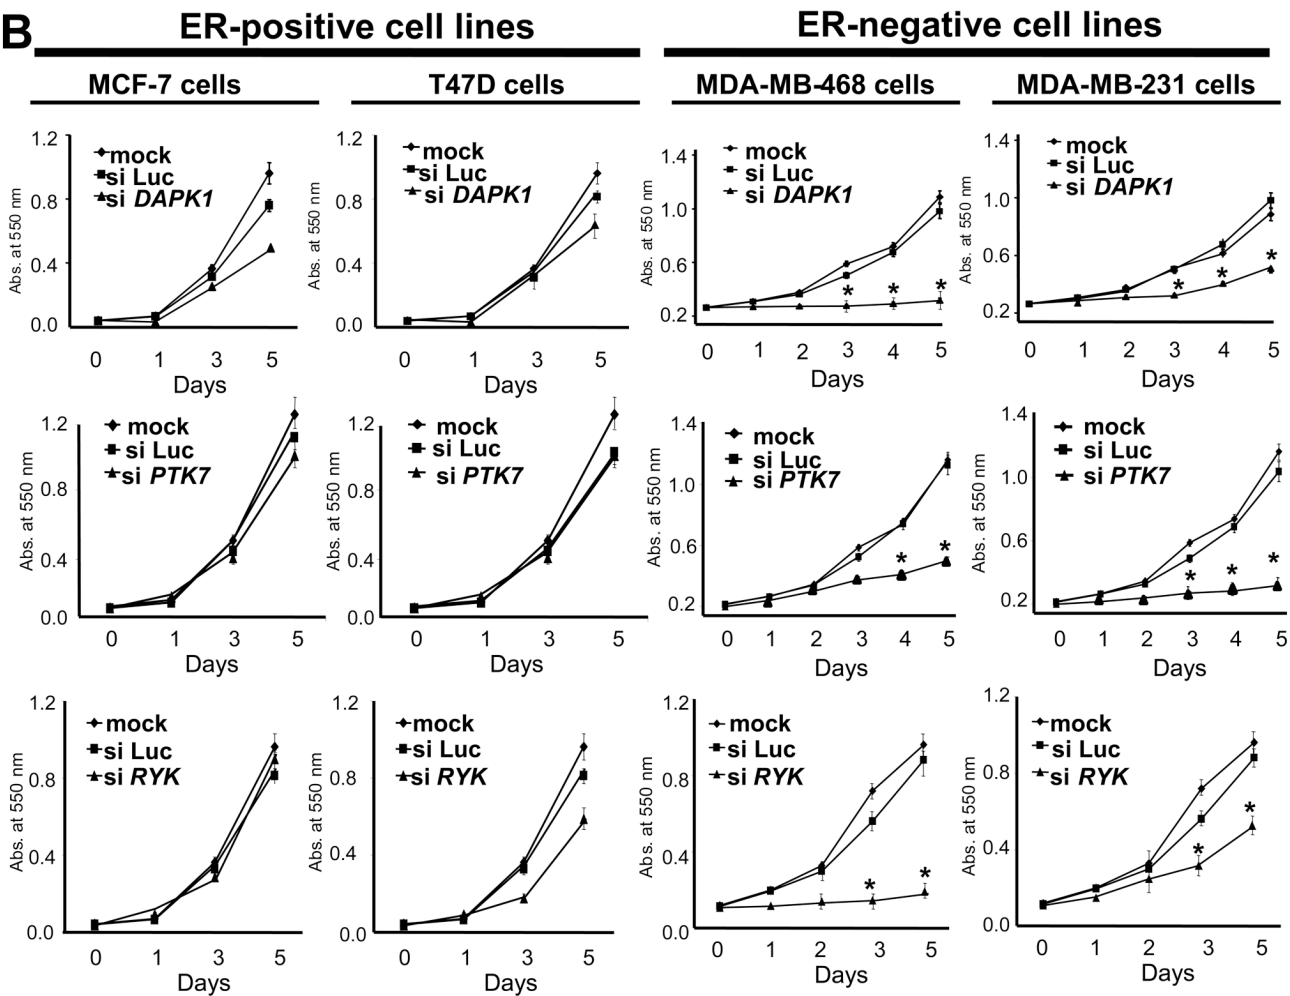 B
ER-positive cell lines
ER-negative cell lines
MCF-7 cells
T47D cells
MDA-MB-468 cells
MDA-MB-231 cells
Abs. at 550 nm
1.2
0.8
0.4
0.0
mock
si Luc
si DAPK1
0 1 3 5
Days
Abs. at 550 nm
1.2
0.8
0.4
0.0
mock
si Luc
si DAPK1
0 1 3 5
Days
Abs. at 550 nm
1.4
1.0
0.6
0.2
mock
si Luc
si DAPK1
* * *
0 1 2 3 4 5
Days
Abs. at 550 nm
1.4
1.0
0.6
0.2
mock
si Luc
si DAPK1
* * *
0 1 2 3 4 5
Days
Abs. at 550 nm
1.2
0.8
0.4
0.0
mock
si Luc
si PTK7
0 1 3 5
Days
Abs. at 550 nm
1.2
0.8
0.4
0.0
mock
si Luc
si PTK7
0 1 3 5
Days
Abs. at 550 nm
1.4
1.0
0.6
0.2
mock
si Luc
si PTK7
* *
0 1 2 3 4 5
Days
Abs. at 550 nm
1.4
1.0
0.6
0.2
mock
si Luc
si PTK7
* * *
0 1 2 3 4 5
Days
Abs. at 550 nm
1.2
0.8
0.4
0.0
mock
si Luc
si RYK
0 1 3 5
Days
Abs. at 550 nm
1.2
0.8
0.4
0.0
mock
si Luc
si RYK
0 1 3 5
Days
Abs. at 550 nm
1.2
0.8
0.4
0.0
mock
si Luc
si RYK
* *
0 1 2 3 5
Days
Abs. at 550 nm
1.2
0.8
0.4
0.0
mock
si Luc
si RYK
* *
0 1 2 3 5
Days